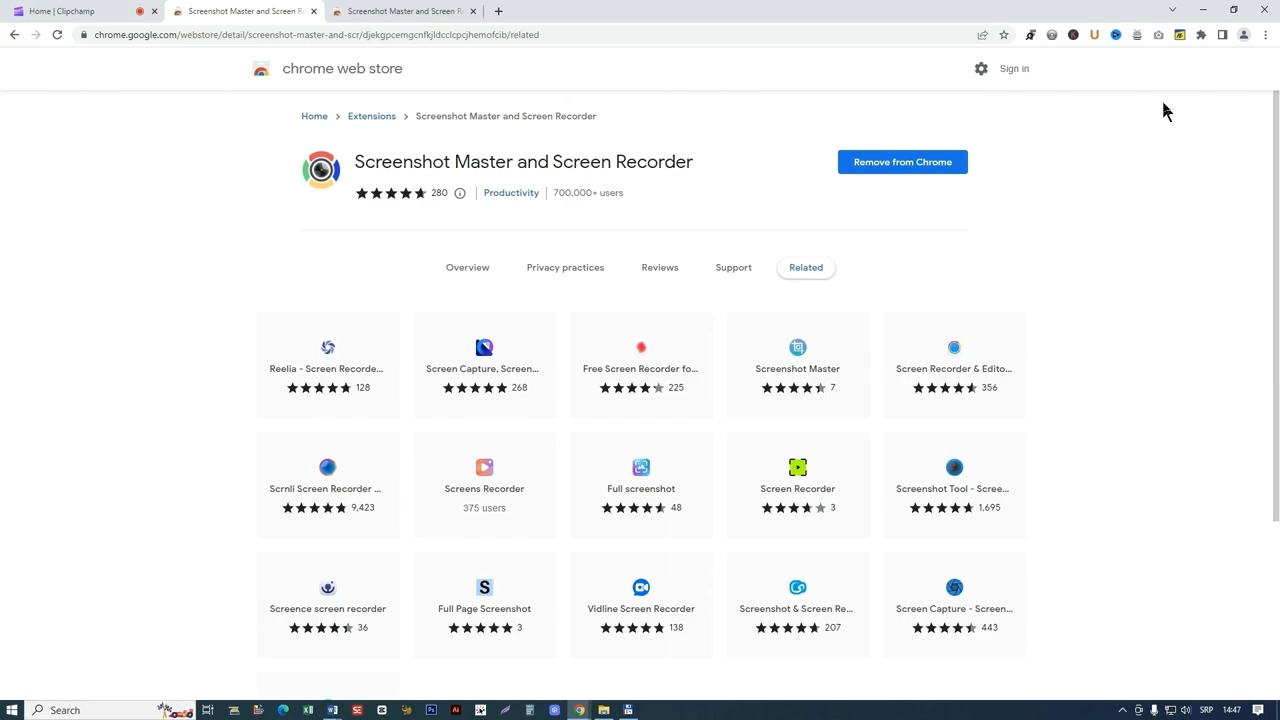 Home | Clipchamp
Screenshot Master and Screen R
Screenshot Master and Screen R
chrome.google.com/webstore/detail/screenshot-master-and-scr/djekgpcemgcnfkjldcclcpcjhemofcib/related
chrome web store
Sign in
Home > Extensions > Screenshot Master and Screen Recorder
Screenshot Master and Screen Recorder
Remove from Chrome
280 | Productivity | 700,000+ users
Overview Privacy practices Reviews Support Related
Reelia - Screen Recorde... Screen Capture, Screen... Free Screen Recorder fo... Screenshot Master Screen Recorder & Edito...
128 268 225 7 356
Scrnli Screen Recorder ... Screens Recorder Full screenshot Screen Recorder Screenshot Tool - Scree...
9,423 375 users 48 3 1,695
S
Screence screen recorder Full Page Screenshot Vidline Screen Recorder Screenshot & Screen Re... Screen Capture - Screen...
36 3 138 207 443
Search
Ps
Ai
SRP
14:47